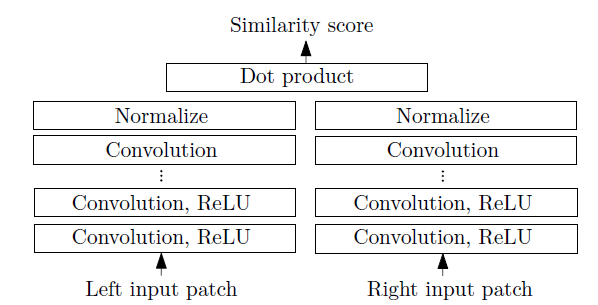 Similarity score
Dot product
Normalize Normalize
Convolution Convolution
⋮ ⋮
Convolution, ReLU Convolution, ReLU
Convolution, ReLU Convolution, ReLU
Left input patch Right input patch